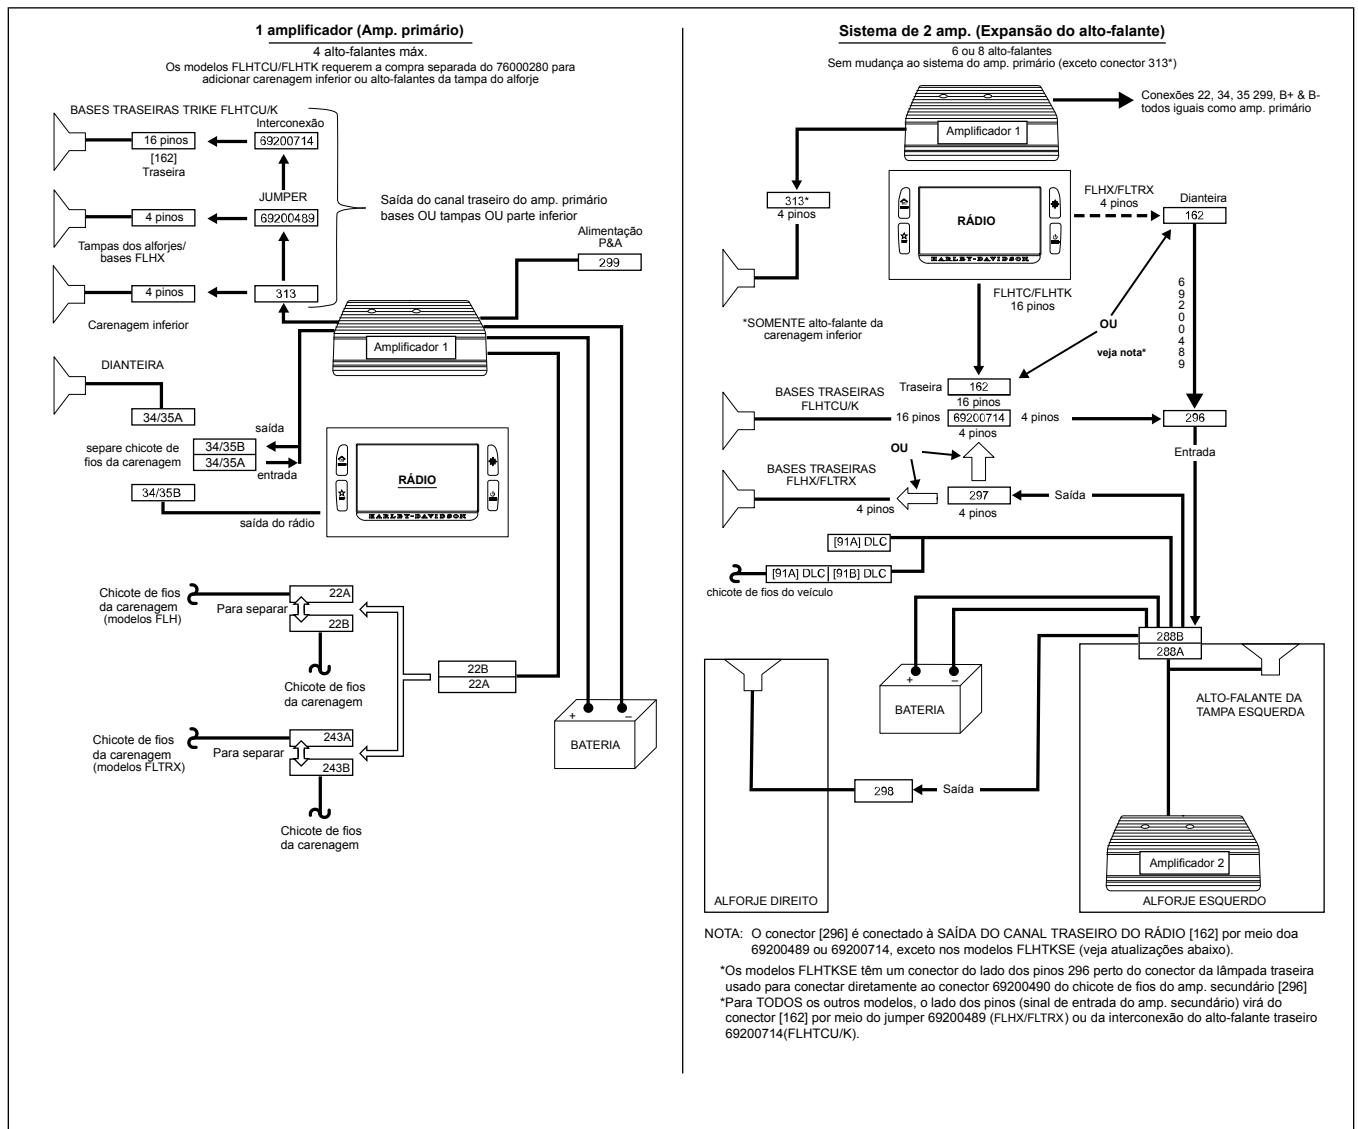 1 amplificador (Amp. primário)
4 alto-falantes máx.
Os modelos FLHTCU/FLHTK requerem a compra separada do 76000280 para
adicionar carenagem inferior ou alto-falantes da tampa do alforje
BASES TRASEIRAS TRIKE FLHTCU/K
Interconexão
16 pinos
69200714
[162]
Traseira
JUMPER
4 pinos
69200489
Tampas dos alforjes/
bases FLHX
4 pinos
313
Carenagem inferior
Saída do canal traseiro do amp. primário
bases OU tampas OU parte inferior
Alimentação
P&A
299
Amplificador 1
DIANTEIRA
34/35A
saída
separe chicote de
fios da carenagem
34/35B
34/35A
entrada
34/35B
saída do rádio
RÁDIO
HARLEY-DAVIDSON
Chicote de fios
da carenagem
(modelos FLH)
Para separar
22A
22B
Chicote de fios
da carenagem
22B
22A
Chicote de fios
da carenagem
(modelos FLTRX)
Para separar
243A
243B
Chicote de fios
da carenagem
+ –
BATERIA
Sistema de 2 amp. (Expansão do alto-falante)
6 ou 8 alto-falantes
Sem mudança ao sistema do amp. primário (exceto conector 313*)
Amplificador 1
Conexões 22, 34, 35 299, B+ & B-
todos iguais como amp. primário
313*
4 pinos
*SOMENTE alto-falante da
carenagem inferior
RÁDIO
HARLEY-DAVIDSON
FLHX/FLTRX
4 pinos
Dianteira
162
FLHTC/FLHTK
16 pinos
OU
veja nota*
69200489
Traseira
162
16 pinos
BASES TRASEIRAS
FLHTCU/K
16 pinos
69200714
4 pinos
4 pinos
296
Entrada
OU
BASES TRASEIRAS
FLHX/FLTRX
4 pinos
297
4 pinos
Saída
[91A] DLC
[91A] DLC
[91B] DLC
chicote de fios do veículo
288B
288A
+ –
BATERIA
ALTO-FALANTE DA
TAMPA ESQUERDA
298
Saída
Amplificador 2
ALFORJE DIREITO
ALFORJE ESQUERDO
NOTA: O conector [296] é conectado à SAÍDA DO CANAL TRASEIRO DO RÁDIO [162] por meio doa
69200489 ou 69200714, exceto nos modelos FLHTKSE (veja atualizações abaixo).
*Os modelos FLHTKSE têm um conector do lado dos pinos 296 perto do conector da lâmpada traseira
usado para conectar diretamente ao conector 69200490 do chicote de fios do amp. secundário [296]
*Para TODOS os outros modelos, o lado dos pinos (sinal de entrada do amp. secundário) virá do
conector [162] por meio do jumper 69200489 (FLHX/FLTRX) ou da interconexão do alto-falante traseiro
69200714(FLHTCU/K).